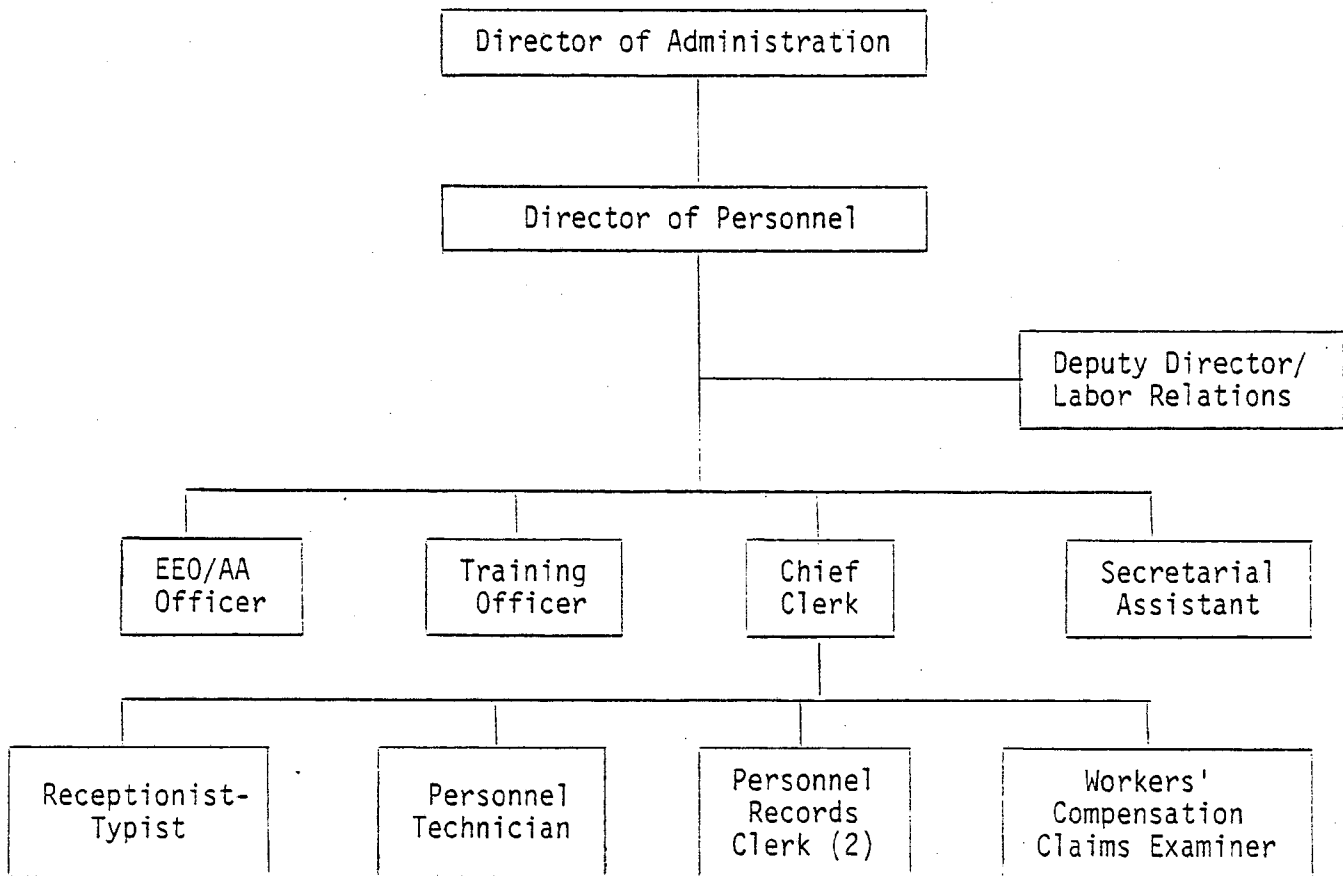 Director of Administration
Director of Personnel
Deputy Director/
Labor Relations
EEO/AA
Officer
Training
Officer
Chief
Clerk
Secretarial
Assistant
Receptionist-
Typist
Personnel
Technician
Personnel
Records
Clerk (2)
Workers'
Compensation
Claims Examiner